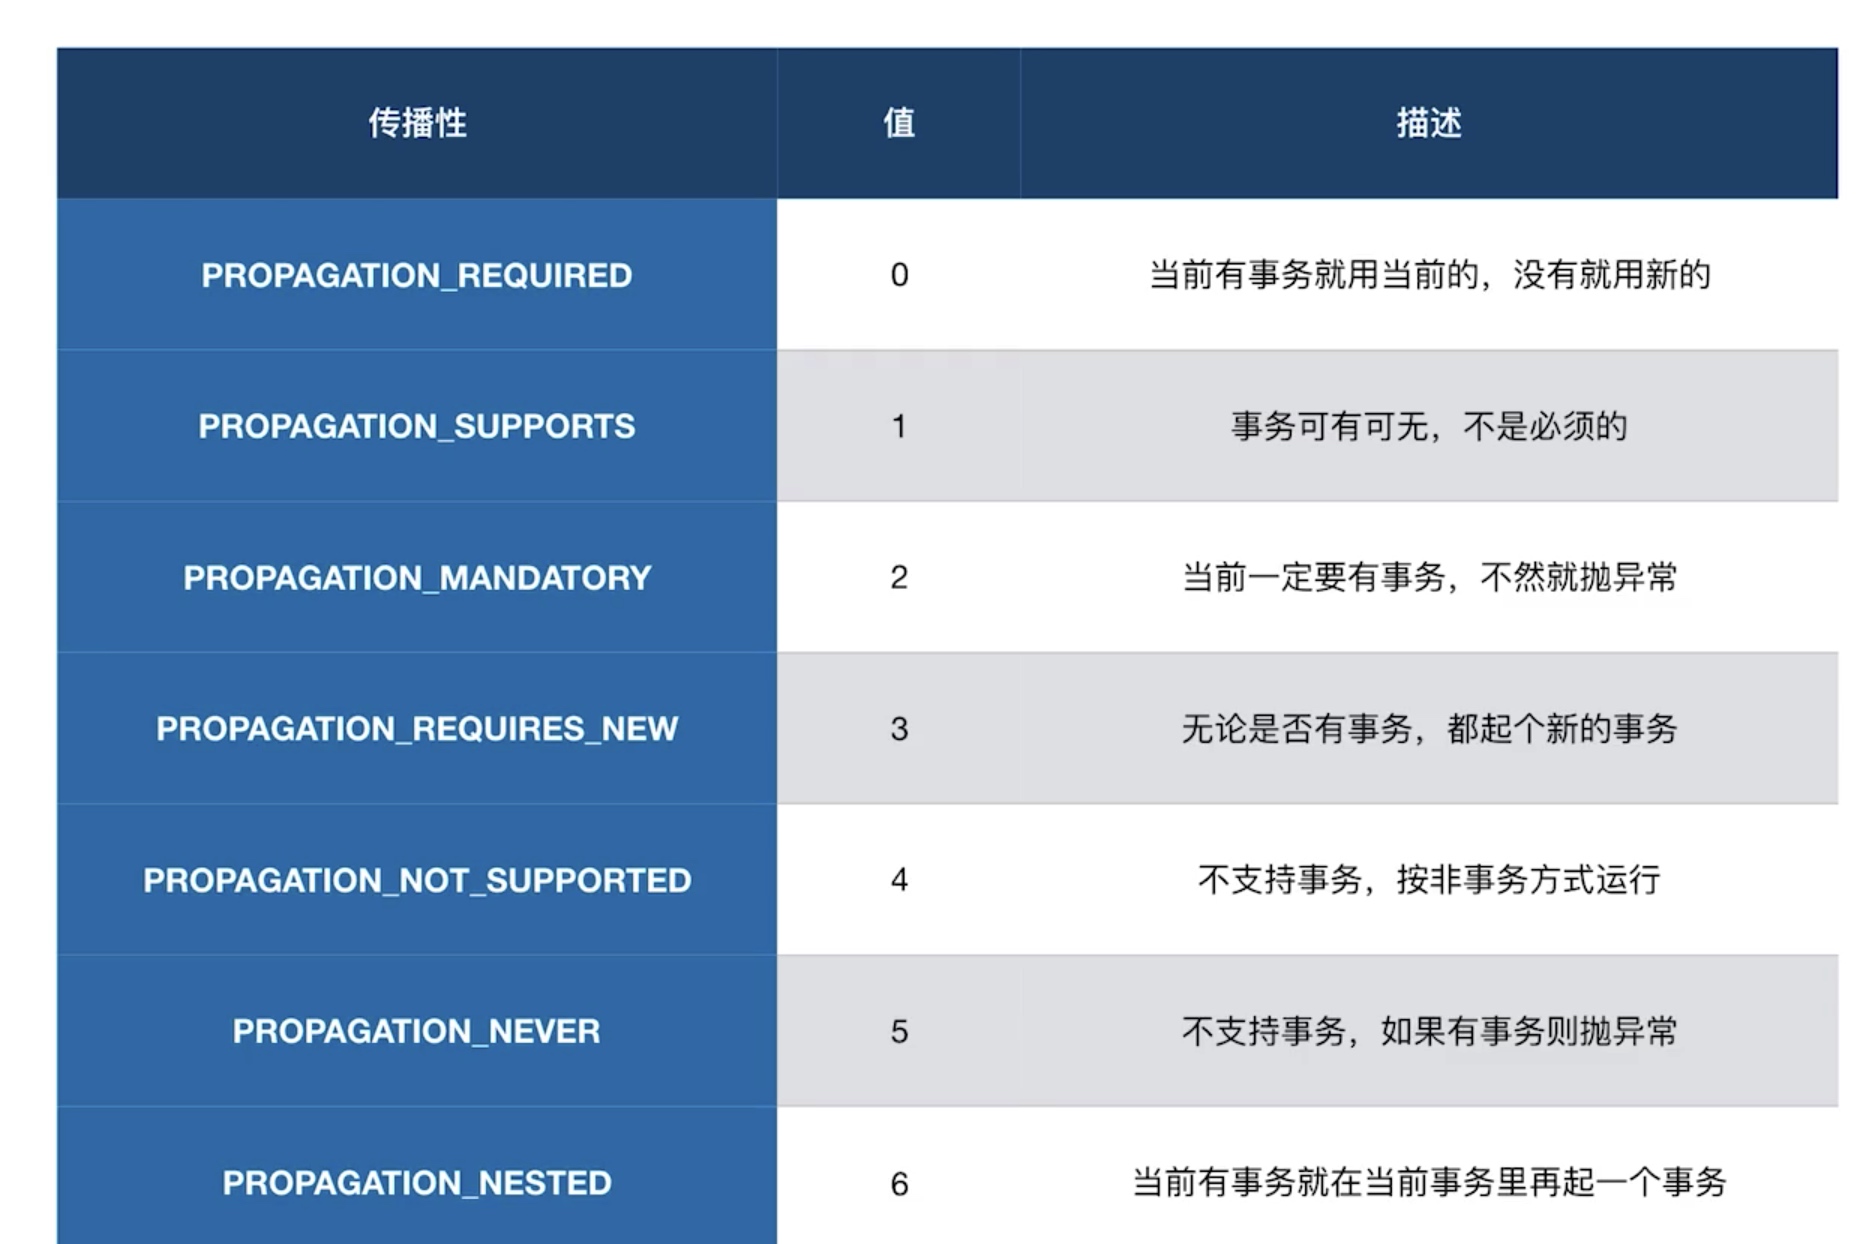 传播性 值 描述
PROPAGATION_REQUIRED 0 当前有事务就用当前的，没有就用新的
PROPAGATION_SUPPORTS 1 事务可有可无，不是必须的
PROPAGATION_MANDATORY 2 当前一定要有事务，不然就抛异常
PROPAGATION_REQUIRES_NEW 3 无论是否有事务，都起个新的事务
PROPAGATION_NOT_SUPPORTED 4 不支持事务，按非事务方式运行
PROPAGATION_NEVER 5 不支持事务，如果有事务则抛异常
PROPAGATION_NESTED 6 当前有事务就在当前事务里再起一个事务